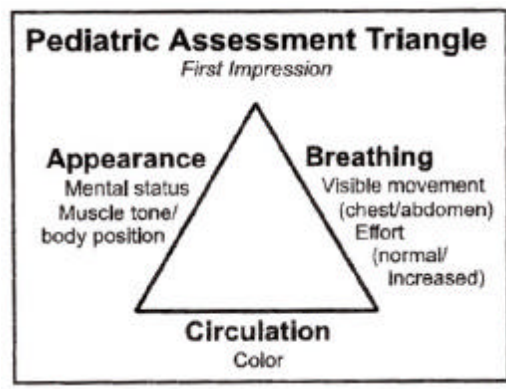 Pediatric Assessment Triangle
First Impression
Appearance
Mental status
Muscle tone/
body position
Breathing
Visible movement
(chest/abdomen)
Effort
(normal/
increased)
Circulation
Color